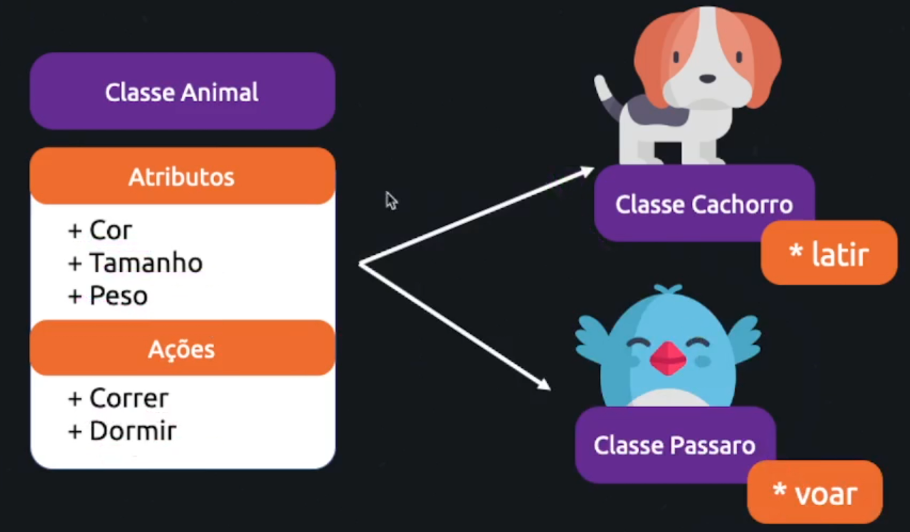 Classe Animal
Atributos
+ Cor
+ Tamanho
+ Peso
Ações
+ Correr
+ Dormir
Classe Cachorro
* latir
Classe Passaro
* voar